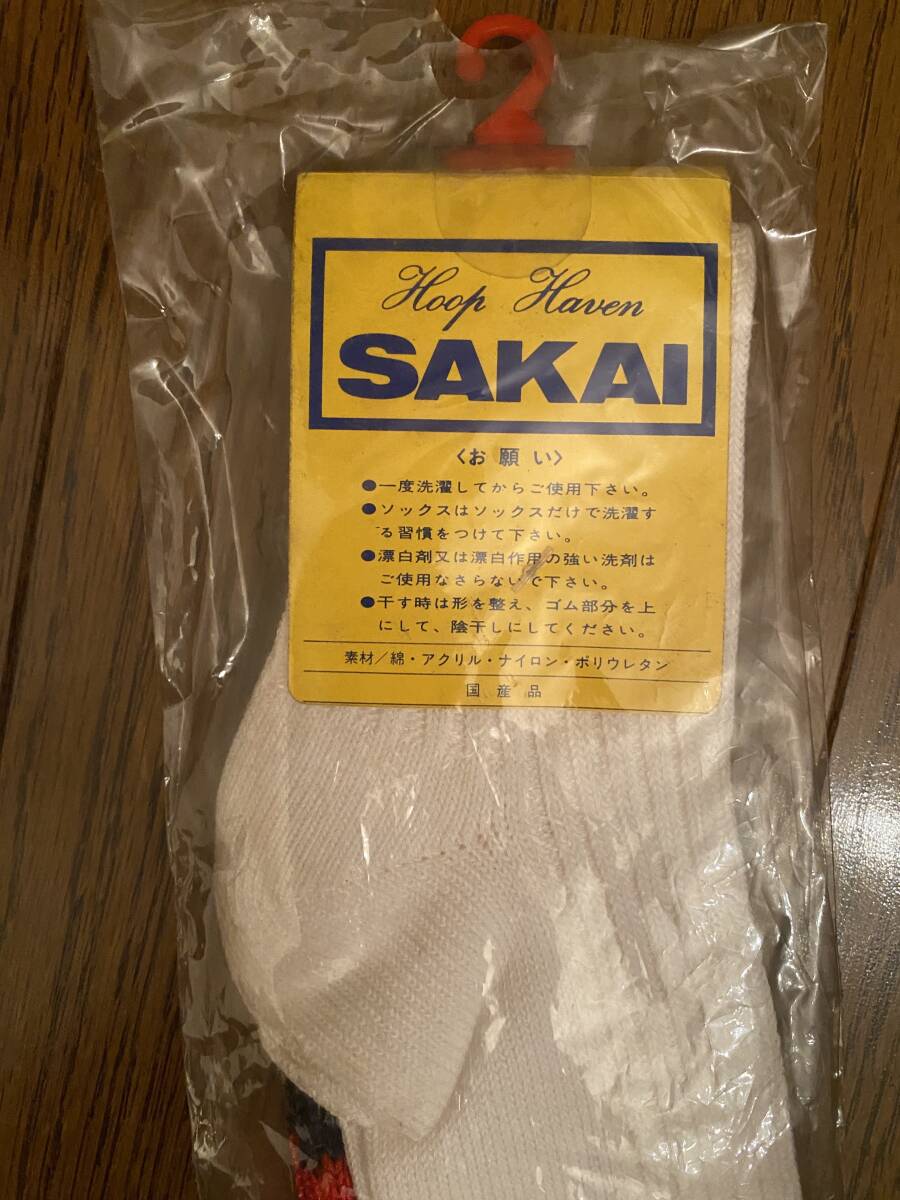 Hoop Haven
SAKAI
〈お願い〉
●一度洗濯してからご使用下さい。
●ソックスはソックスだけで洗濯す
る習慣をつけて下さい。
●漂白剤又は漂白作用の強い洗剤は
ご使用なさらないで下さい。
●干す時は形を整え、ゴム部分を上
にして、陰干しにしてください。
素材/綿・アクリル・ナイロン・ポリウレタン
国産品